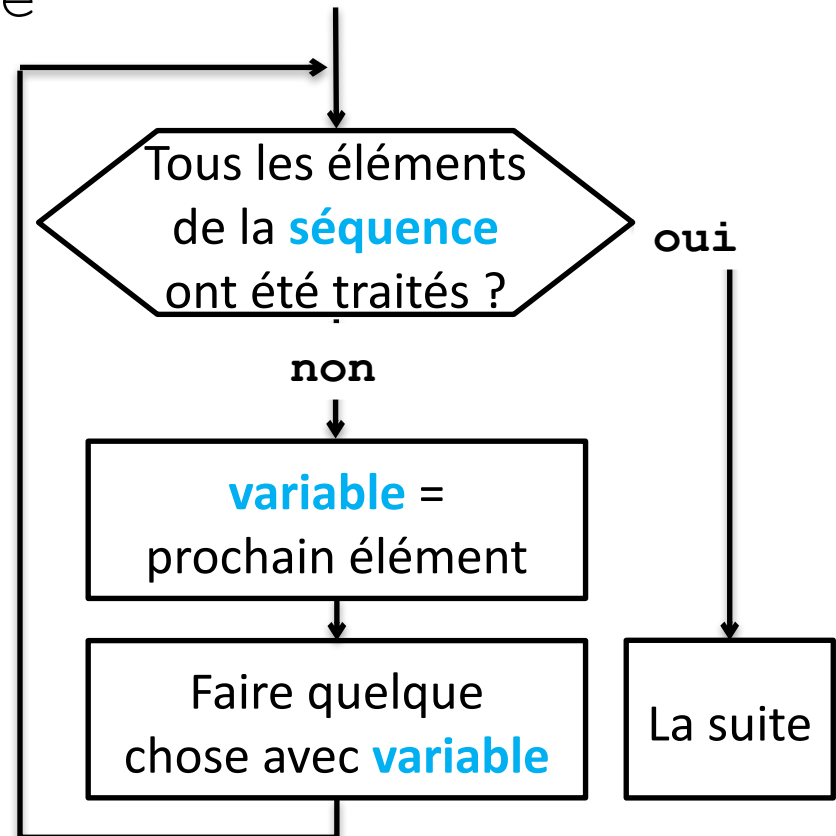 e
Tous les éléments
de la séquence
ont été traités ?
oui
non
variable =
prochain élément
Faire quelque
chose avec variable
La suite